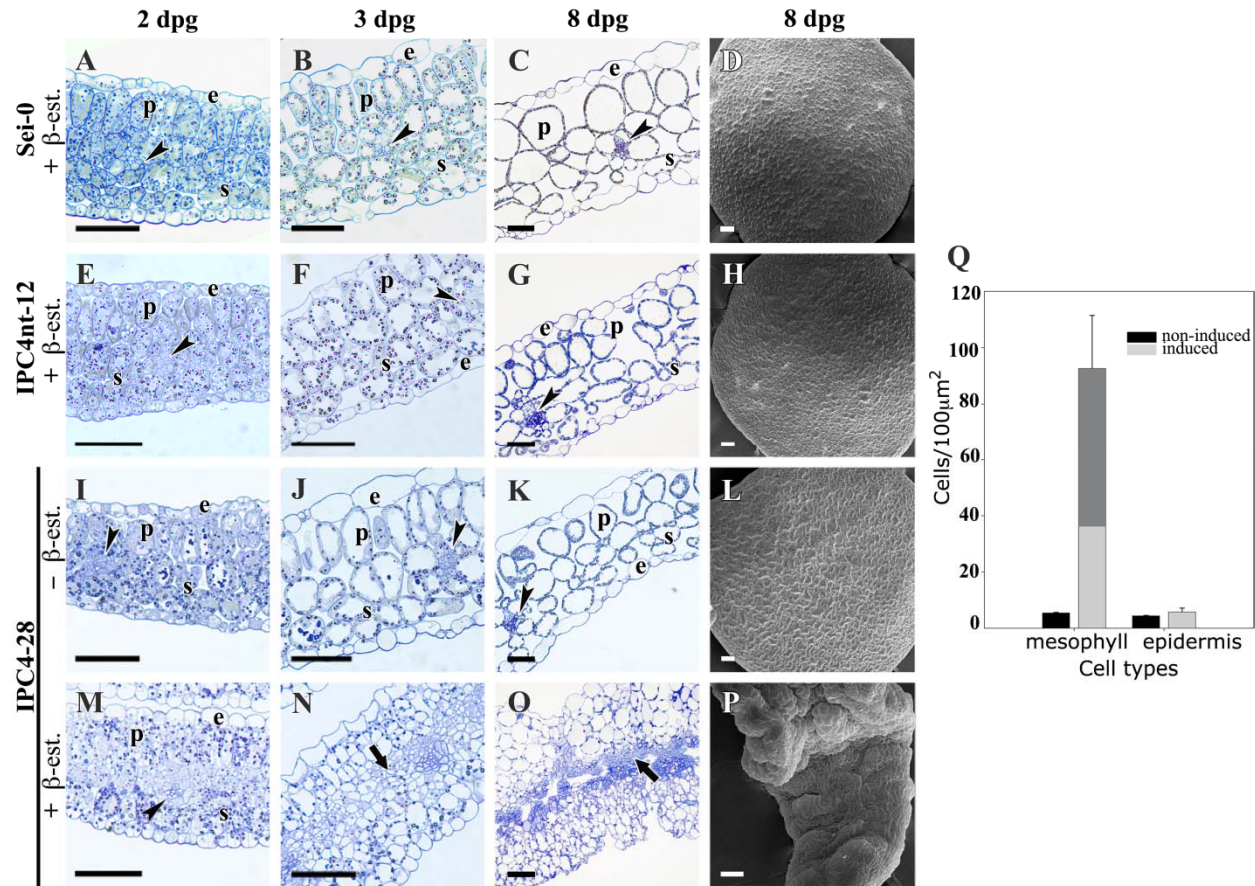 2 dpg 3 dpg 8 dpg 8 dpg
Sei-0
+ β-est.
A p e s
B e p s
C e p s
D
IPC4nt-12
+ β-est.
E p e s
F p s e
G e p s
H
IPC4-28
− β-est.
I p e s
J e p s
K p s e
L
+ β-est.
M p e s
N
O
P
Q
120
100
80
60
40
20
0
Cells/100μm²
non-induced
induced
mesophyll epidermis
Cell types